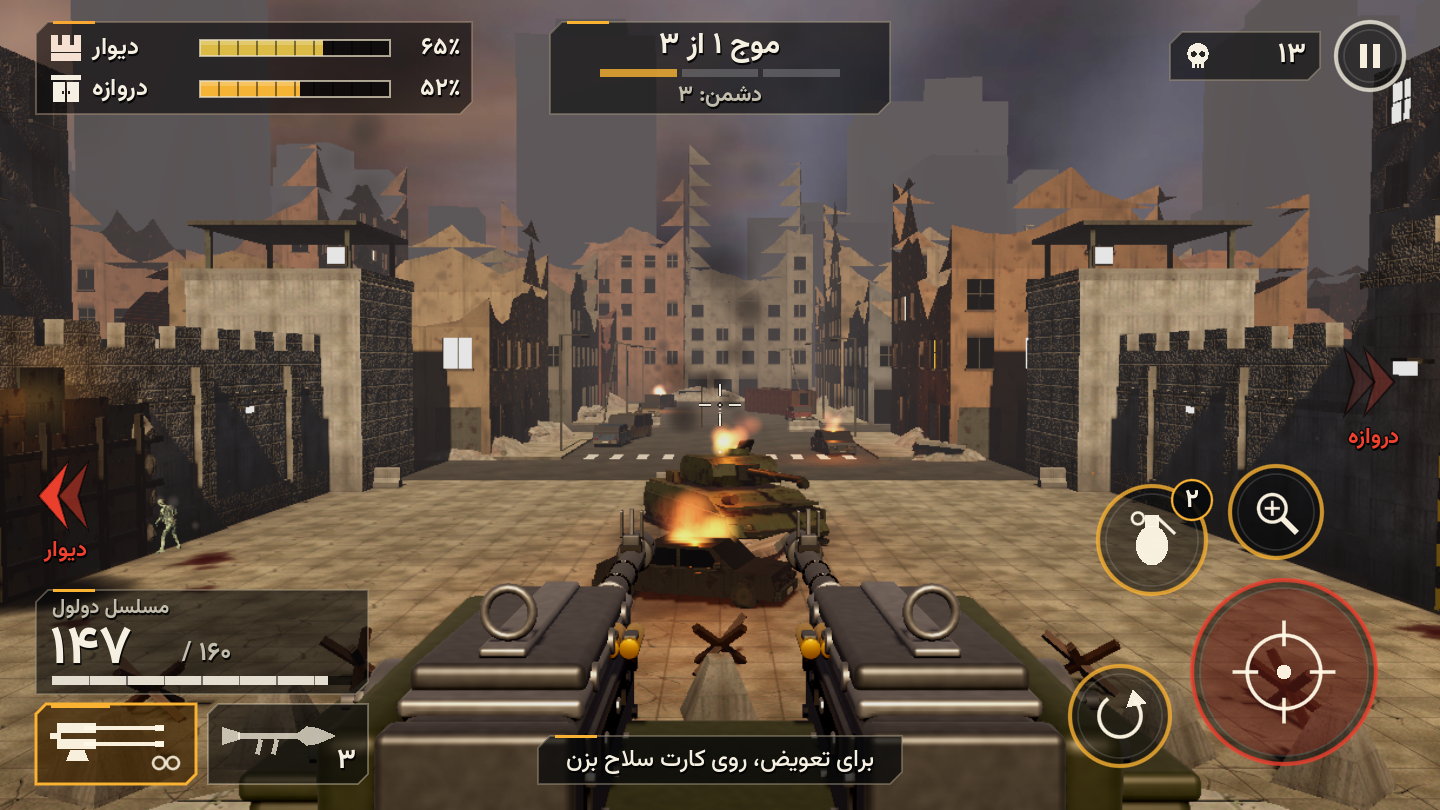 دیوار ۶۵٪
دروازه ۵۲٪
موج ۱ از ۳
دشمن: ۳
۱۳
دروازه
دیوار
۲
مسلسل دولول
۱۴۷ / ۱۶۰
∞
۳
برای تعویض، روی کارت سلاح بزن